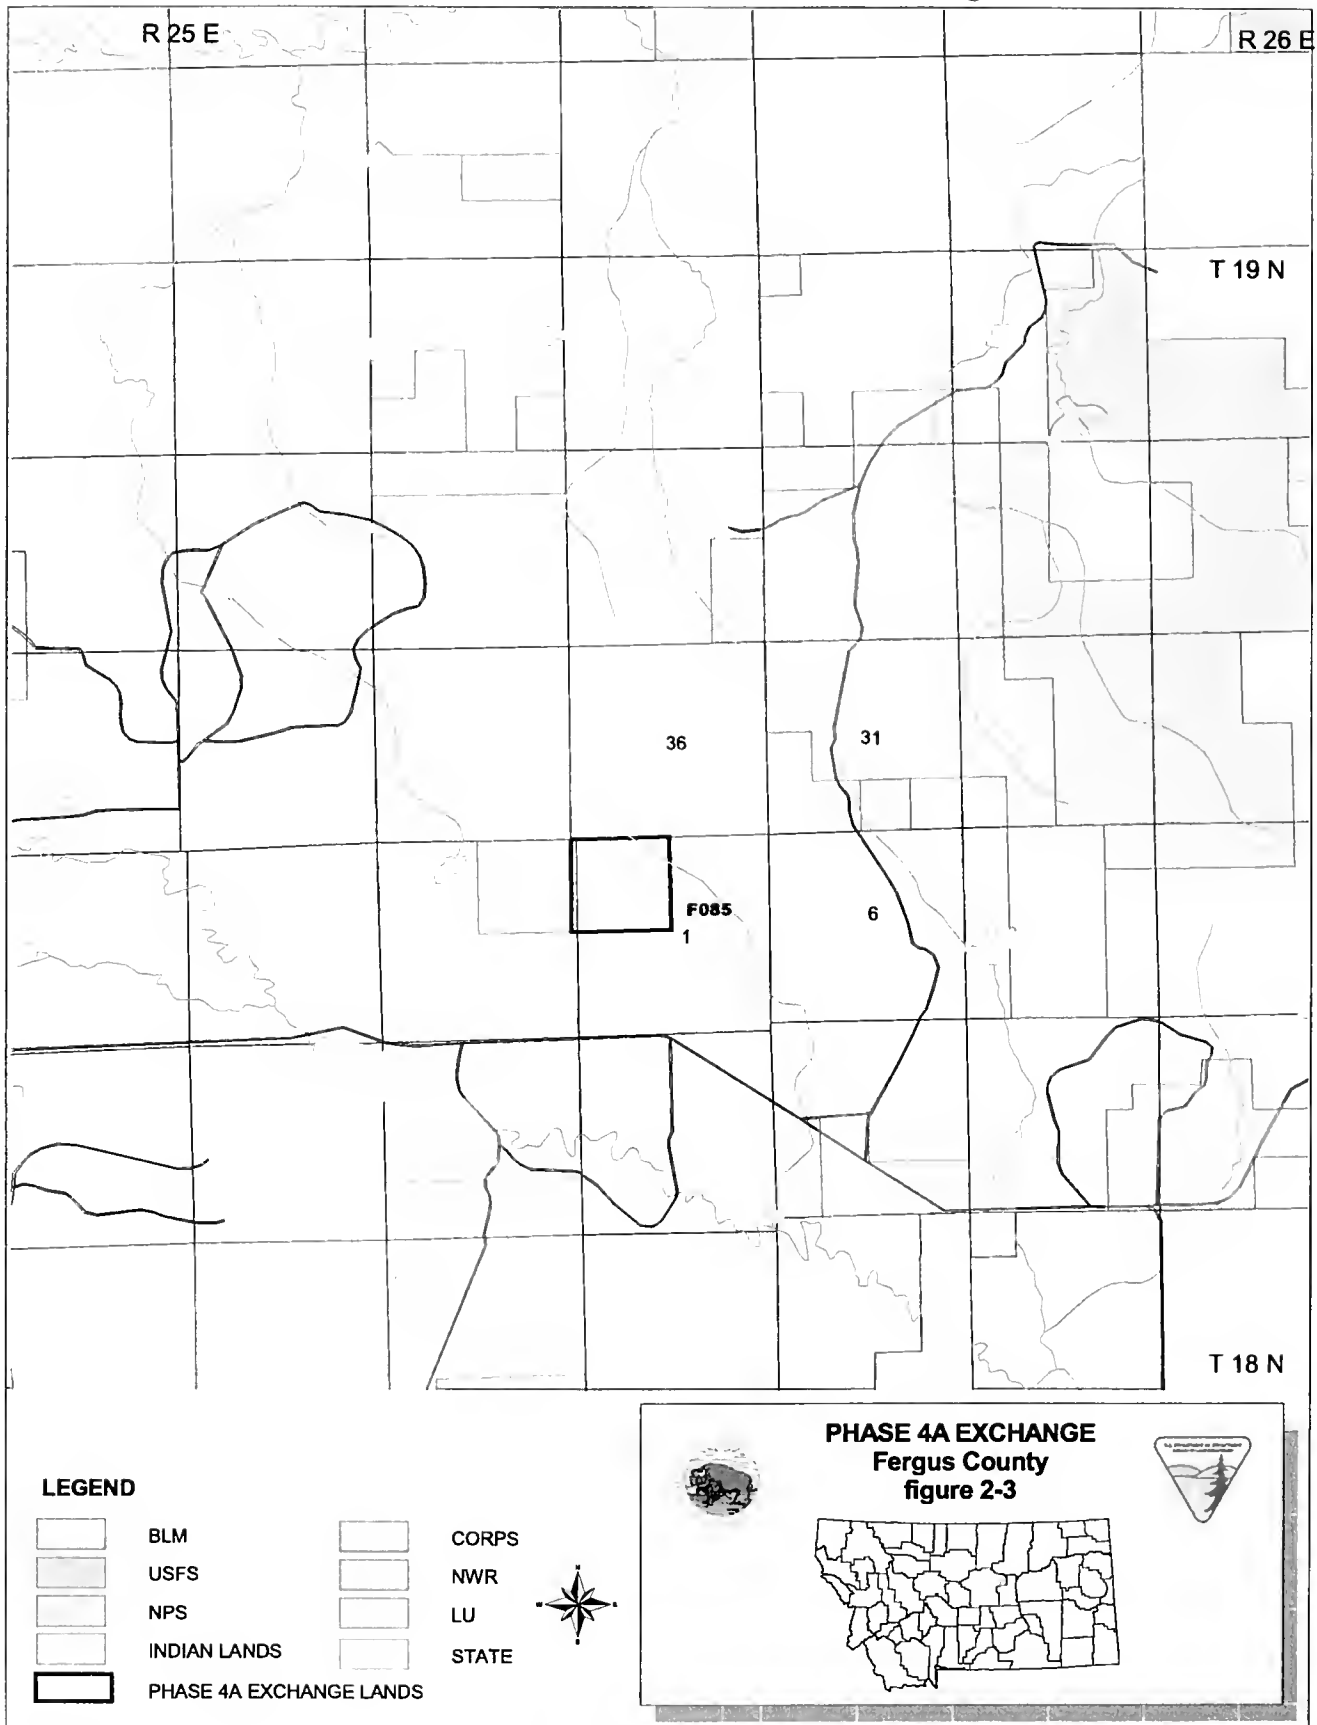 R 25 E
R 26 E
T 19 N
36
31
F085
1
6
T 18 N
LEGEND
BLM
USFS
NPS
INDIAN LANDS
PHASE 4A EXCHANGE LANDS
CORPS
NWR
LU
STATE
PHASE 4A EXCHANGE
Fergus County
figure 2-3